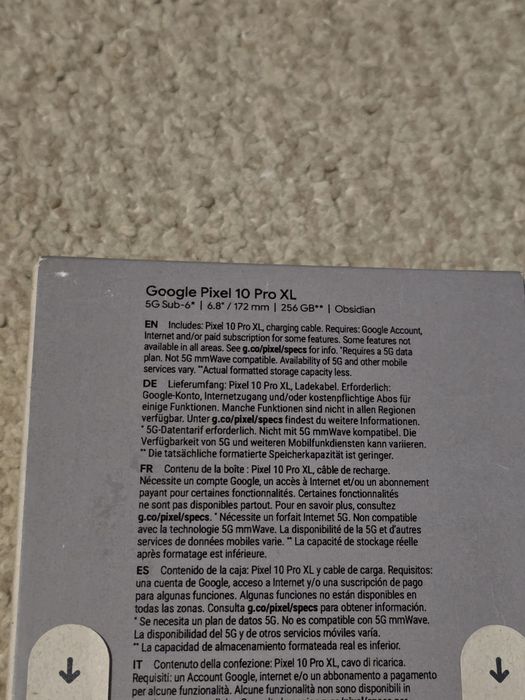 Google Pixel 10 Pro XL
5G Sub-6* | 6.8" / 172 mm | 256 GB** | Obsidian
EN Includes: Pixel 10 Pro XL, charging cable. Requires: Google Account,
Internet and/or paid subscription for some features. Some features not
available in all areas. See g.co/pixel/specs for info. *Requires a 5G data
plan. Not 5G mmWave compatible. Availability of 5G and other mobile
services vary. **Actual formatted storage capacity less.
DE Lieferumfang: Pixel 10 Pro XL, Ladekabel. Erforderlich:
Google-Konto, Internetzugang und/oder kostenpflichtige Abos für
einige Funktionen. Manche Funktionen sind nicht in allen Regionen
verfügbar. Unter g.co/pixel/specs findest du weitere Informationen.
* 5G-Datentarif erforderlich. Nicht mit 5G mmWave kompatibel. Die
Verfügbarkeit von 5G und weiteren Mobilfunkdiensten kann variieren.
** Die tatsächliche formatierte Speicherkapazität ist geringer.
FR Contenu de la boîte : Pixel 10 Pro XL, câble de recharge.
Nécessite un compte Google, un accès à Internet et/ou un abonnement
payant pour certaines fonctionnalités. Certaines fonctionnalités
ne sont pas disponibles partout. Pour en savoir plus, consultez
g.co/pixel/specs. * Nécessite un forfait Internet 5G. Non compatible
avec la technologie 5G mmWave. La disponibilité de la 5G et d'autres
services de données mobiles varie. ** La capacité de stockage réelle
après formatage est inférieure.
ES Contenido de la caja: Pixel 10 Pro XL y cable de carga. Requisitos:
una cuenta de Google, acceso a Internet y/o una suscripción de pago
para algunas funciones. Algunas funciones no están disponibles en
todas las zonas. Consulta g.co/pixel/specs para obtener información.
* Se necesita un plan de datos 5G. No es compatible con 5G mmWave.
La disponibilidad del 5G y de otros servicios móviles varía.
** La capacidad de almacenamiento formateada real es inferior.
IT Contenuto della confezione: Pixel 10 Pro XL, cavo di ricarica.
Requisiti: un Account Google, internet e/o un abbonamento a pagamento
per alcune funzionalità. Alcune funzionalità non sono disponibili in